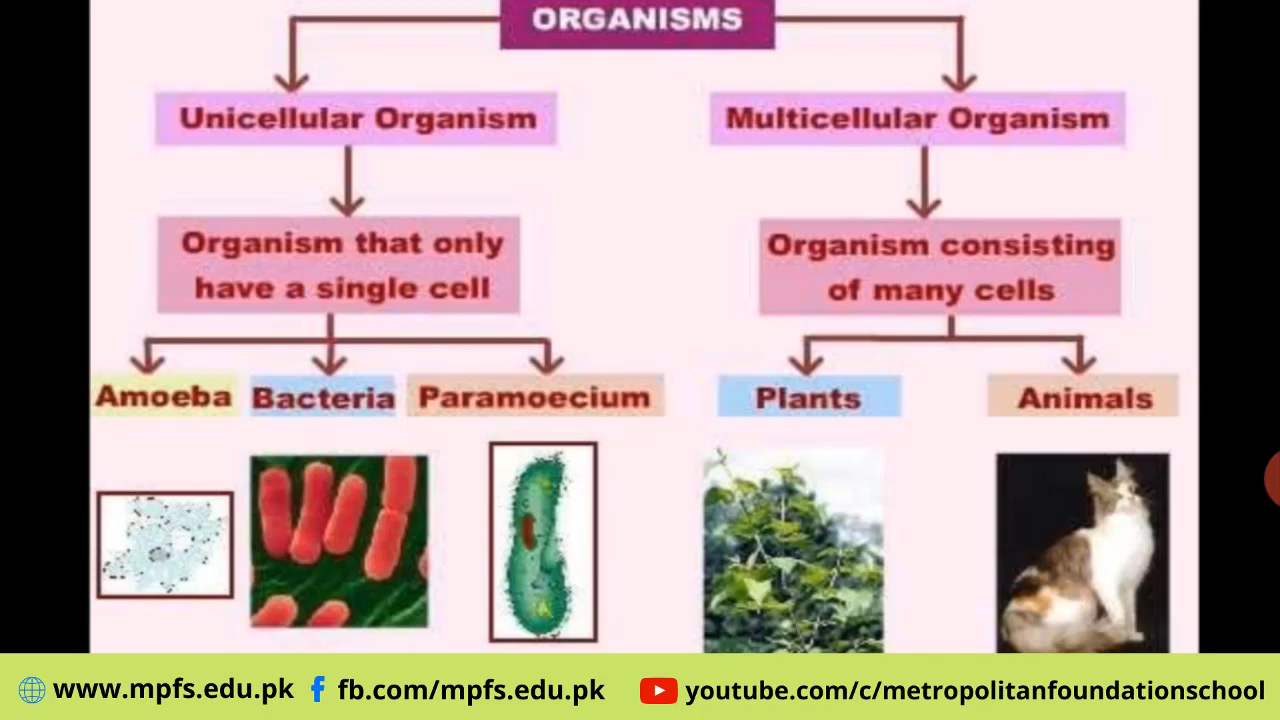 ORGANISMS
Unicellular Organism
Multicellular Organism
Organism that only
have a single cell
Organism consisting
of many cells
Amoeba
Bacteria
Paramoecium
Plants
Animals
www.mpfs.edu.pk
fb.com/mpfs.edu.pk
youtube.com/c/metropolitanfoundationschool